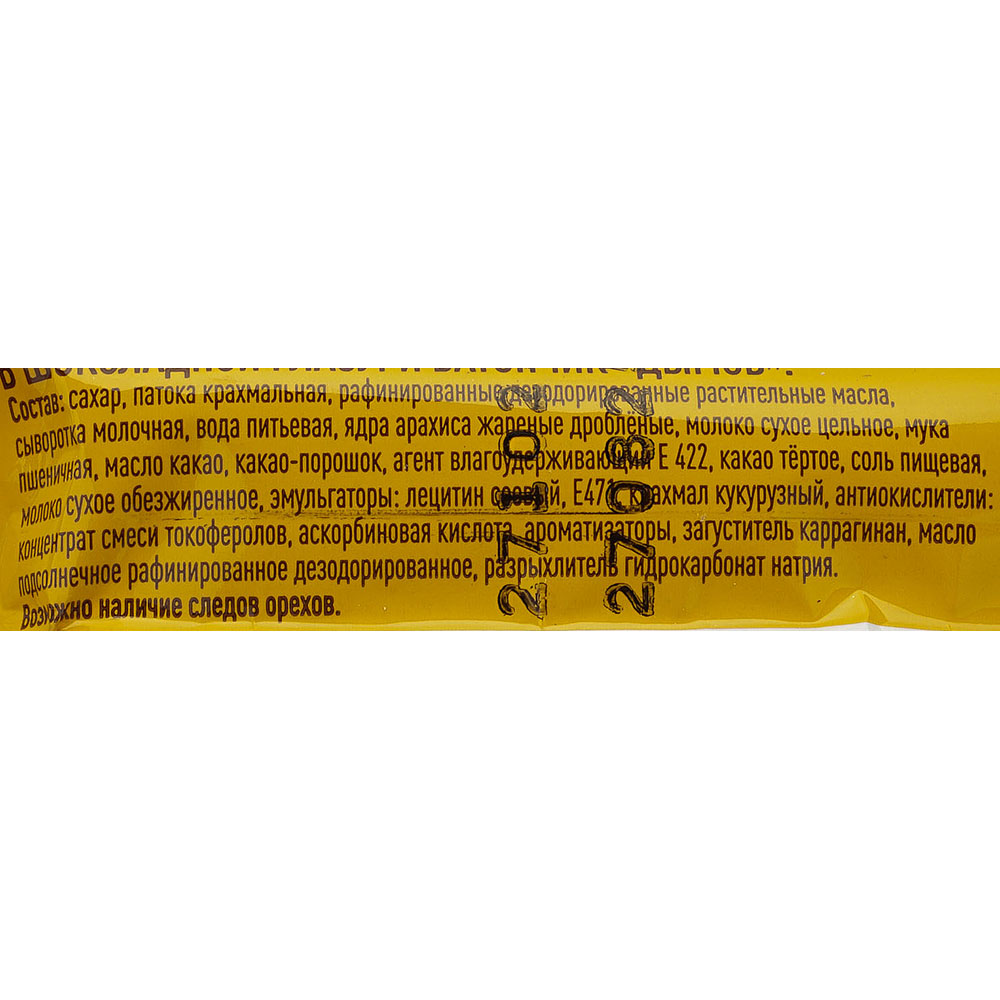 В ШОКОЛАДНОЙ
Состав: сахар, патока крахмальная, рафинированные дезодорированные растительные масла,
сыворотка молочная, вода питьевая, ядра арахиса жареные дробленые, молоко сухое цельное, мука
пшеничная, масло какао, какао-порошок, агент влагоудерживающий Е 422, какао тёртое, соль пищевая,
молоко сухое обезжиренное, эмульгаторы: лецитин соевый, Е471, крахмал кукурузный, антиокислители:
концентрат смеси токоферолов, аскорбиновая кислота, ароматизаторы, загуститель каррагинан, масло
подсолнечное рафинированное дезодорированное, разрыхлитель гидрокарбонат натрия.
Возможно наличие следов орехов.